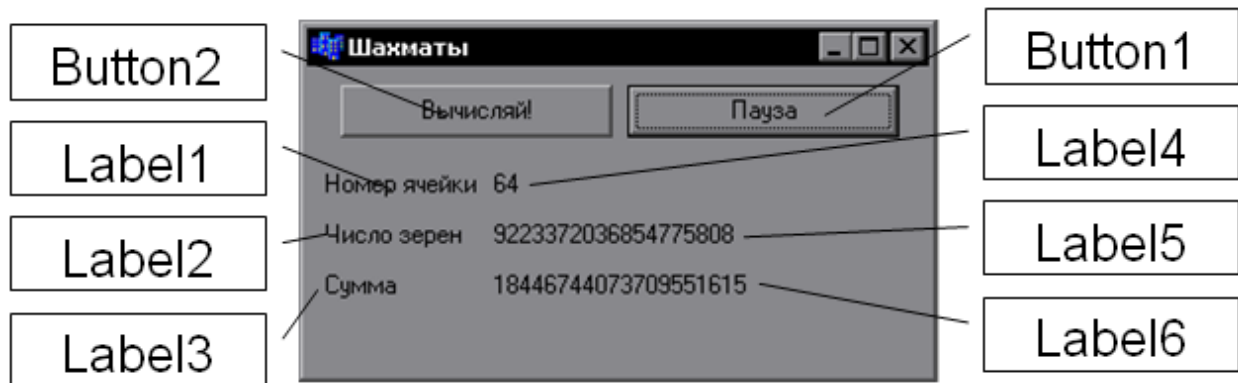 Button2
Шахматы
Button1
Вычисляй!
Пауза
Label1
Label4
Номер ячейки 64
Label2
Число зерен 9223372036854775808
Label5
Сумма 18446744073709551615
Label3
Label6